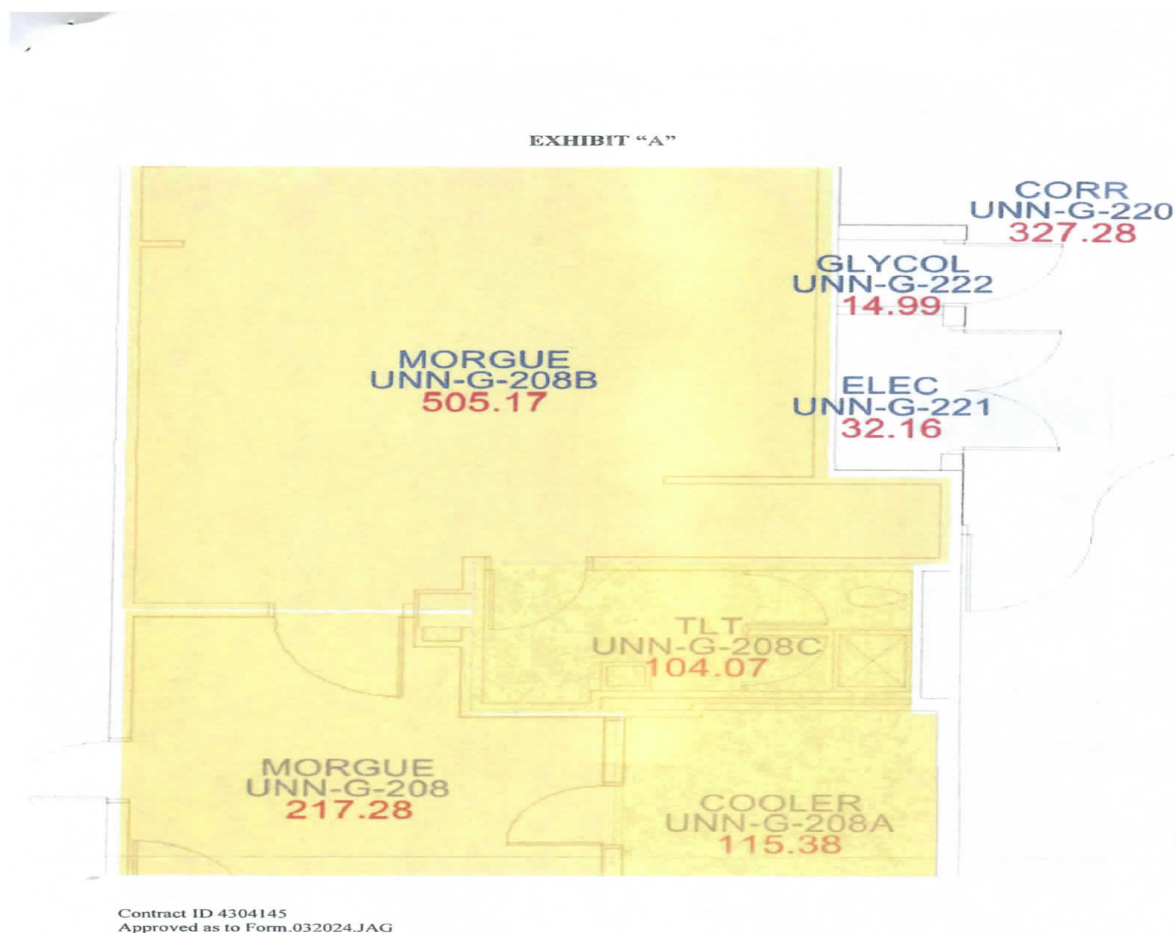 EXHIBIT “A”
CORR
UNN-G-220
327.28
GLYCOL
UNN-G-222
14.99
MORGUE
UNN-G-208B
505.17
ELEC
UNN-G-221
32.16
TLT
UNN-G-208C
104.07
MORGUE
UNN-G-208
217.28
COOLER
UNN-G-208A
115.38
Contract ID 4304145
Approved as to Form.032024.JAG